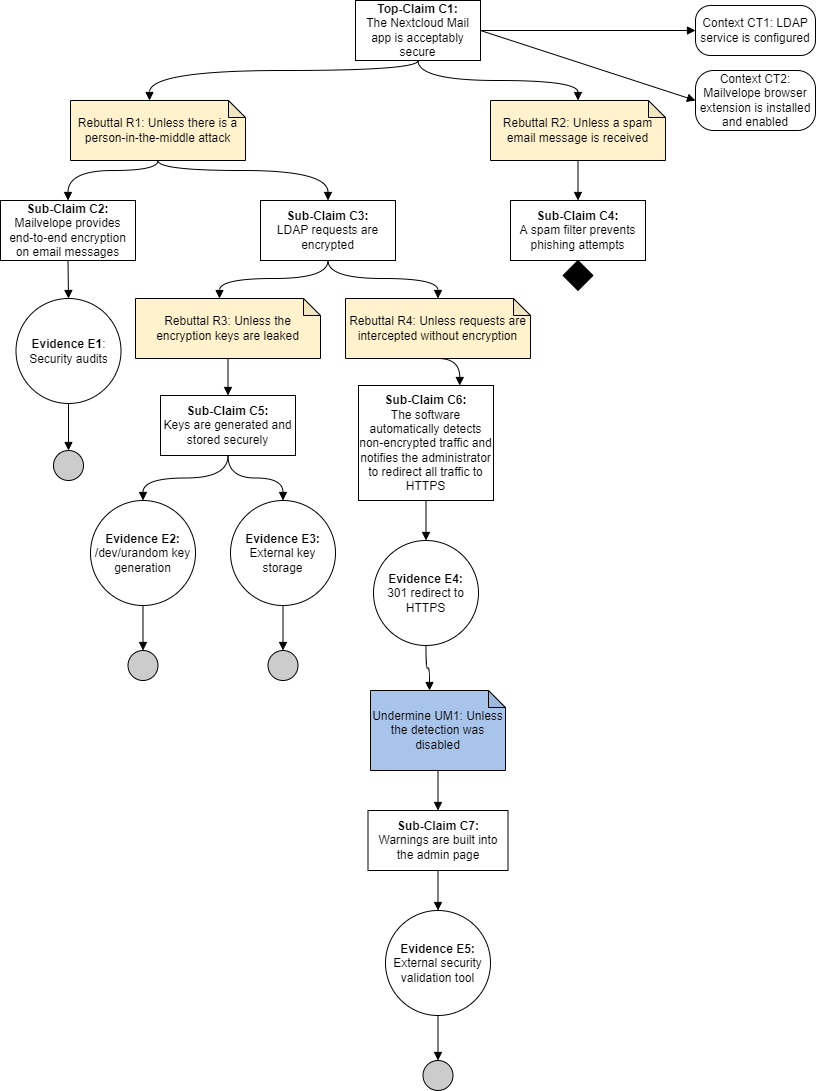 Top-Claim C1:
The Nextcloud Mail
app is acceptably
secure
Context CT1: LDAP
service is configured
Context CT2:
Mailvelope browser
extension is installed
and enabled
Rebuttal R1: Unless there is a
person-in-the-middle attack
Rebuttal R2: Unless a spam
email message is received
Sub-Claim C2:
Mailvelope provides
end-to-end encryption
on email messages
Sub-Claim C3:
LDAP requests are
encrypted
Sub-Claim C4:
A spam filter prevents
phishing attempts
Evidence E1:
Security audits
Rebuttal R3: Unless the
encryption keys are leaked
Rebuttal R4: Unless requests are
intercepted without encryption
Sub-Claim C5:
Keys are generated and
stored securely
Sub-Claim C6:
The software
automatically detects
non-encrypted traffic and
notifies the administrator
to redirect all traffic to
HTTPS
Evidence E2:
/dev/urandom key
generation
Evidence E3:
External key
storage
Evidence E4:
301 redirect to
HTTPS
Undermine UM1: Unless
the detection was
disabled
Sub-Claim C7:
Warnings are built into
the admin page
Evidence E5:
External security
validation tool